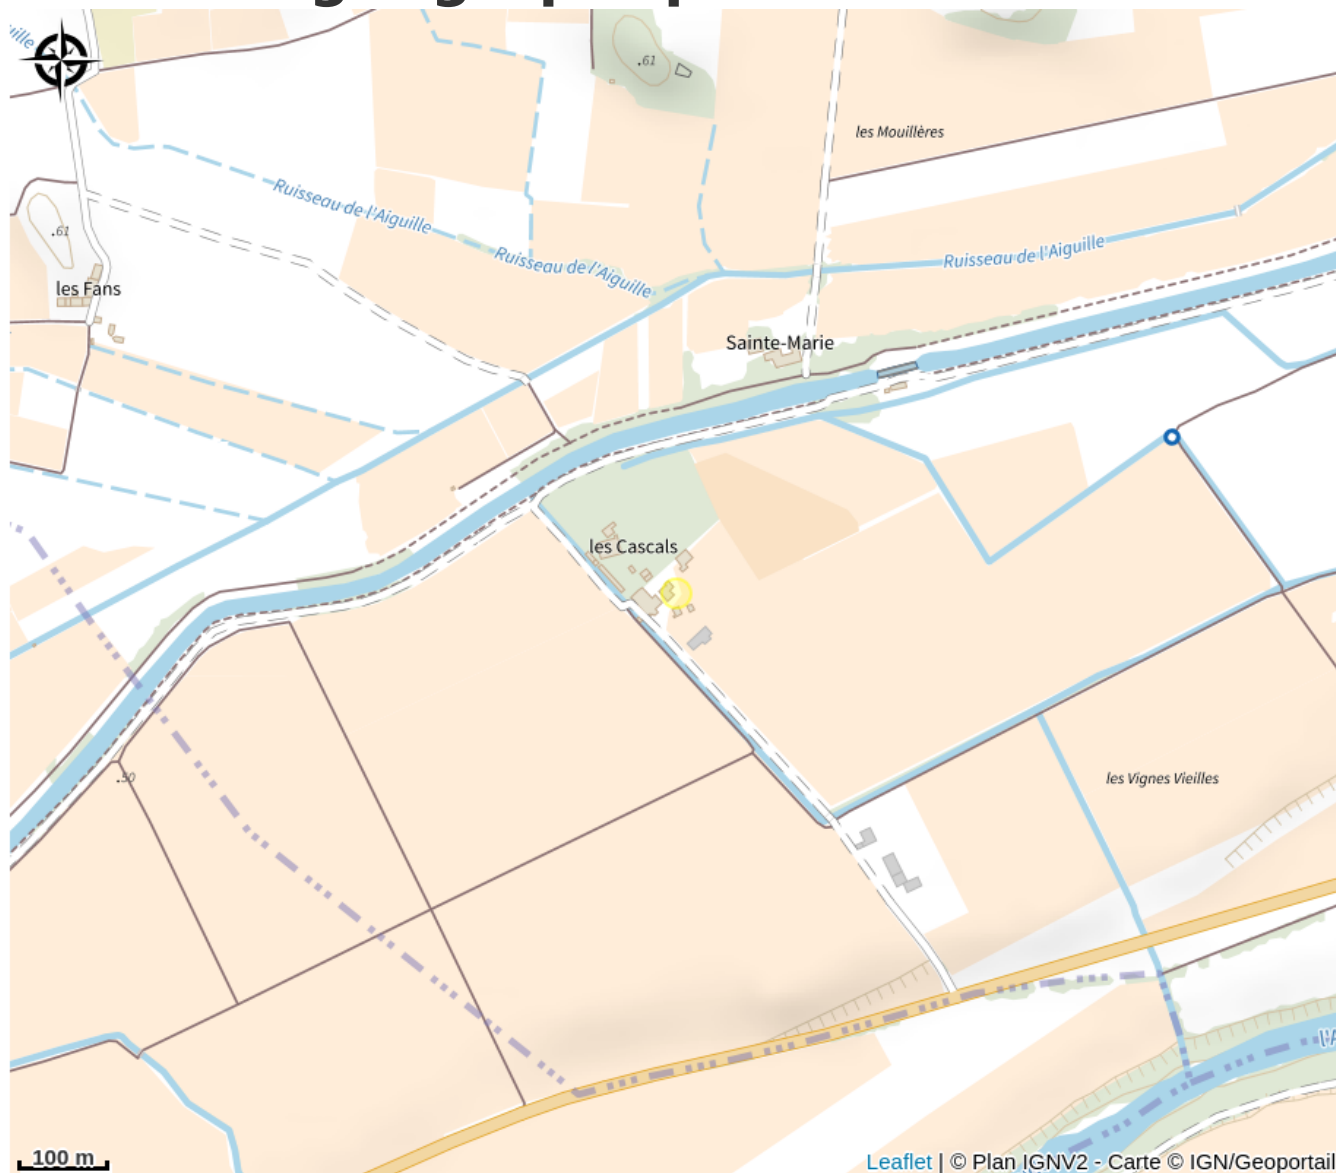 .61
les Mouillères
Ruisseau de l'Aiguille
.61
Ruisseau de l'Aiguille
Ruisseau de l'Aiguille
les Fans
Sainte-Marie
les Cascals
.50
les Vignes Vieilles
100 m
Leaflet | © Plan IGNV2 - Carte © IGN/Geoportail